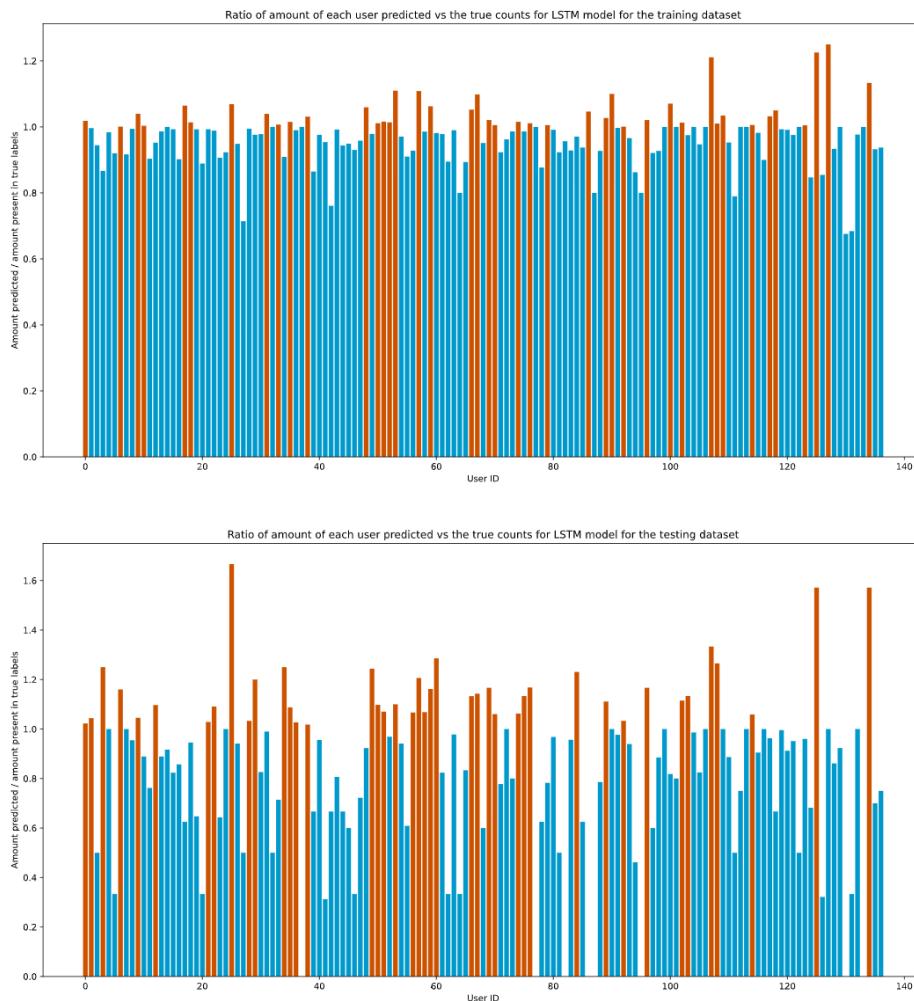 Ratio of amount of each user predicted vs the true counts for LSTM model for the training dataset
Amount predicted / amount present in true labels
1.2
1.0
0.8
0.6
0.4
0.2
0.0
0 20 40 60 80 100 120 140
User ID
Ratio of amount of each user predicted vs the true counts for LSTM model for the testing dataset
Amount predicted / amount present in true labels
1.6
1.4
1.2
1.0
0.8
0.6
0.4
0.2
0.0
0 20 40 60 80 100 120 140
User ID